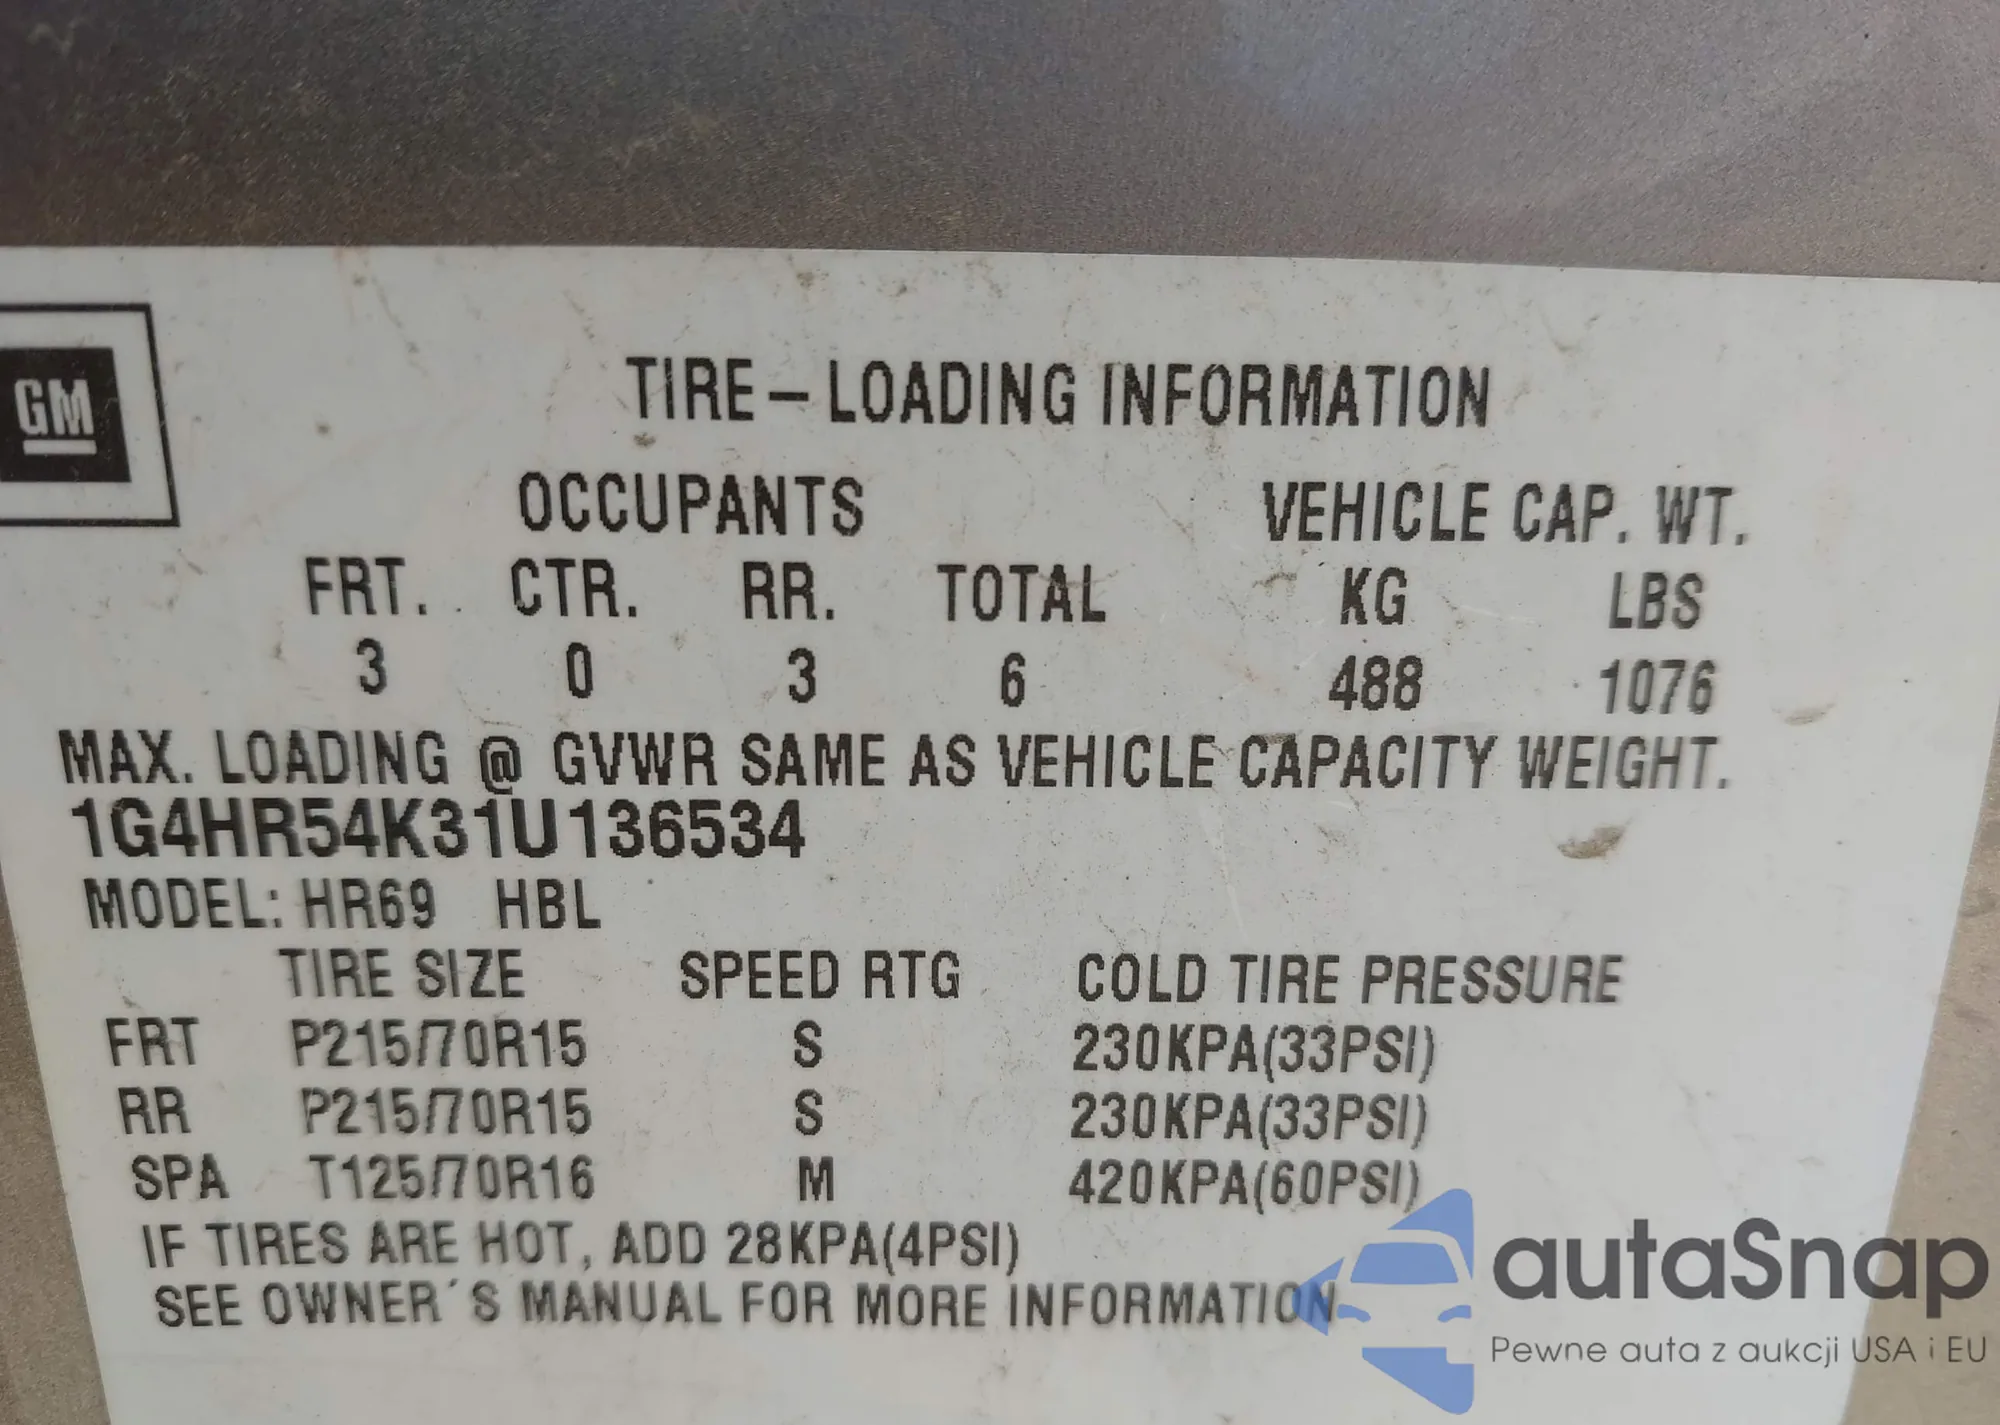 GM
TIRE – LOADING INFORMATION
OCCUPANTS VEHICLE CAP. WT.
FRT. CTR. RR. TOTAL KG LBS
3 0 3 6 488 1076
MAX. LOADING @ GVWR SAME AS VEHICLE CAPACITY WEIGHT.
1G4HR54K31U136534
MODEL: HR69 HBL
TIRE SIZE SPEED RTG COLD TIRE PRESSURE
FRT P215/70R15 S 230KPA(33PSI)
RR P215/70R15 S 230KPA(33PSI)
SPA T125/70R16 M 420KPA(60PSI)
IF TIRES ARE HOT, ADD 28KPA(4PSI)
SEE OWNER´S MANUAL FOR MORE INFORMATION
autaSnap
Pewne auta z aukcji USA i EU